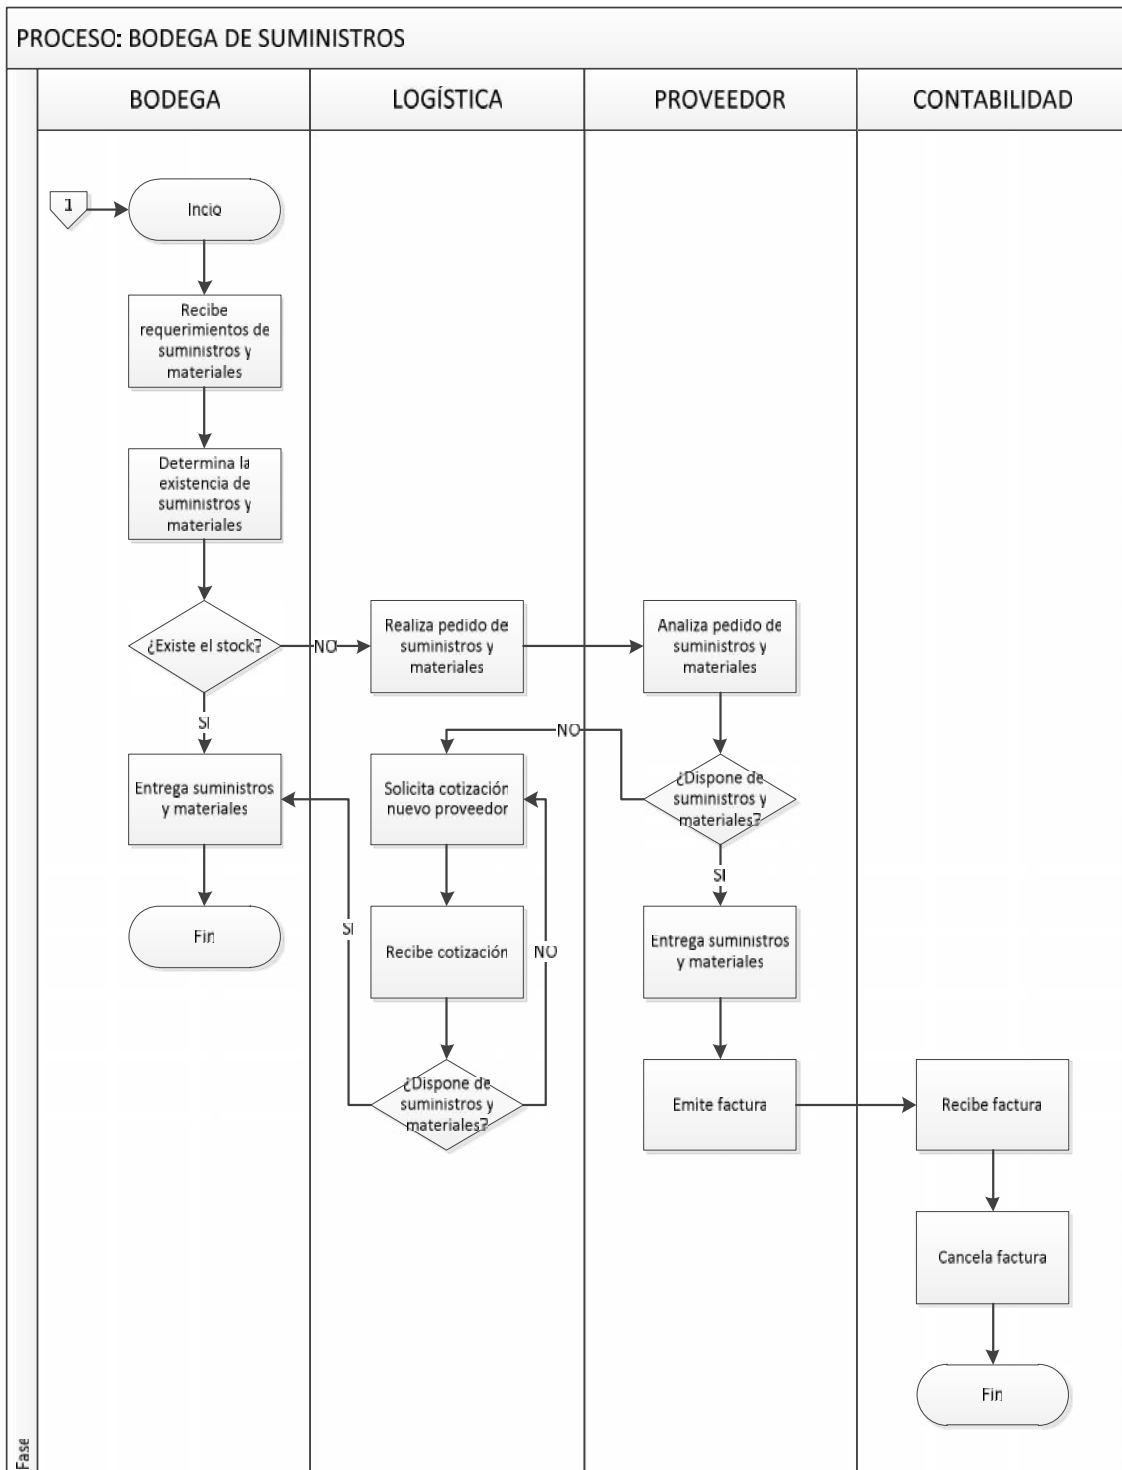 PROCESO: BODEGA DE SUMINISTROS
BODEGA
LOGÍSTICA
PROVEEDOR
CONTABILIDAD
1
Incio
Recibe
requerimientos de
suministros y
materiales
Determina la
existencia de
suministros y
materiales
¿Existe el stock?
NO
Realiza pedido de
suministros y
materiales
Analiza pedido de
suministros y
materiales
SI
NO
Entrega suministros
y materiales
Solicita cotización
nuevo proveedor
¿Dispone de
suministros y
materiales?
SI
Fin
SI
Recibe cotización
NO
Entrega suministros
y materiales
¿Dispone de
suministros y
materiales?
Emite factura
Recibe factura
Cancela factura
Fin
Fase